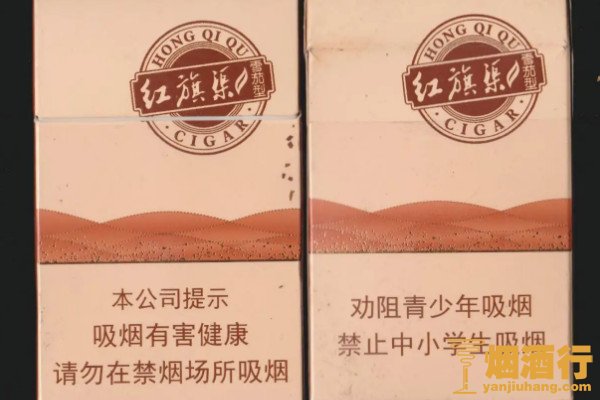 HONG QI QU
红旗渠
雪茄型
CIGAR
本公司提示
吸烟有害健康
请勿在禁烟场所吸烟
HONG QI QU
红旗渠
雪茄型
CIGAR
劝阻青少年吸烟
禁止中小学生吸烟
烟酒行
yanjiuhang.com